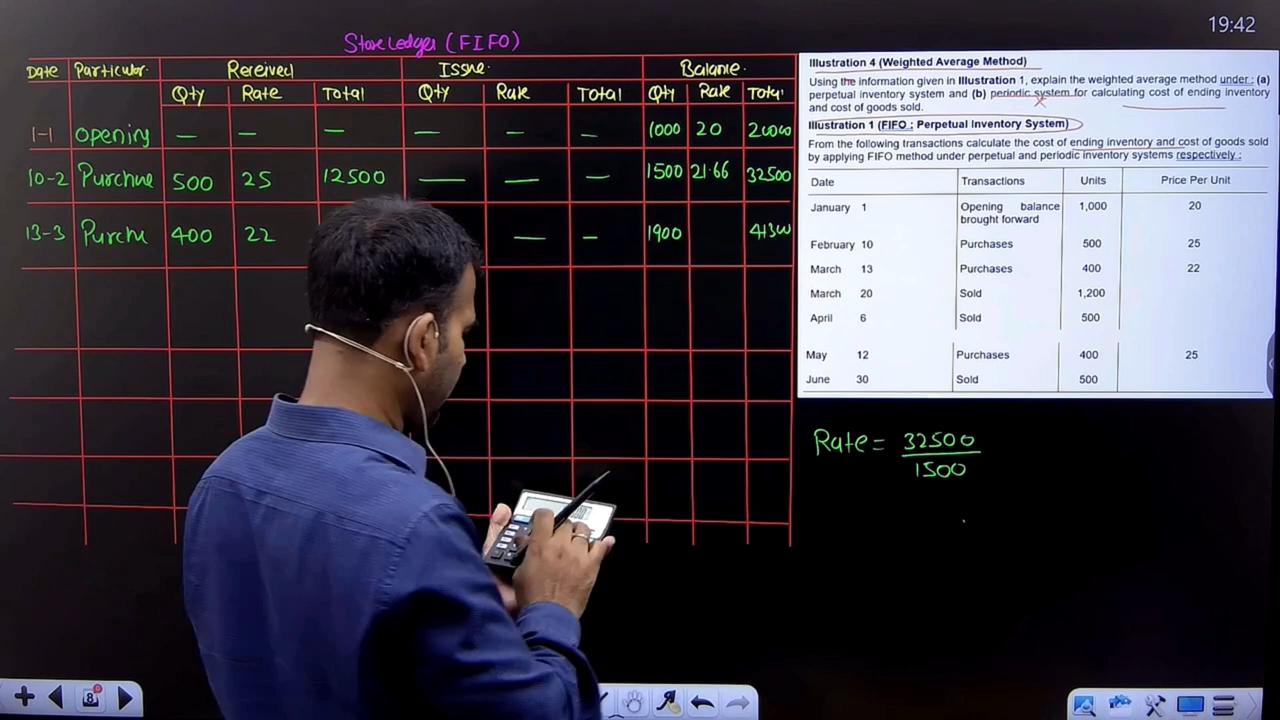 19:42
Store Ledger (FIFO)
Date Particular. Received Issue. Balance.
Qty Rate Total Qty Rate Total Qty Rate Total
1-1 opening — — — — — — 1000 20 20000
10-2 Purchase 500 25 12500 — — — 1500 21.66 32500
13-3 Purche 400 22 — — 1900 41300
Illustration 4 (Weighted Average Method)
Using the information given in Illustration 1, explain the weighted average method under : (a)
perpetual inventory system and (b) periodic system for calculating cost of ending inventory
and cost of goods sold.
Illustration 1 (FIFO : Perpetual Inventory System)
From the following transactions calculate the cost of ending inventory and cost of goods sold
by applying FIFO method under perpetual and periodic inventory systems respectively :
Date Transactions Units Price Per Unit
January 1 Opening balance 1,000 20
brought forward
February 10 Purchases 500 25
March 13 Purchases 400 22
March 20 Sold 1,200
April 6 Sold 500
May 12 Purchases 400 25
June 30 Sold 500
Rate = 32500
1500
8